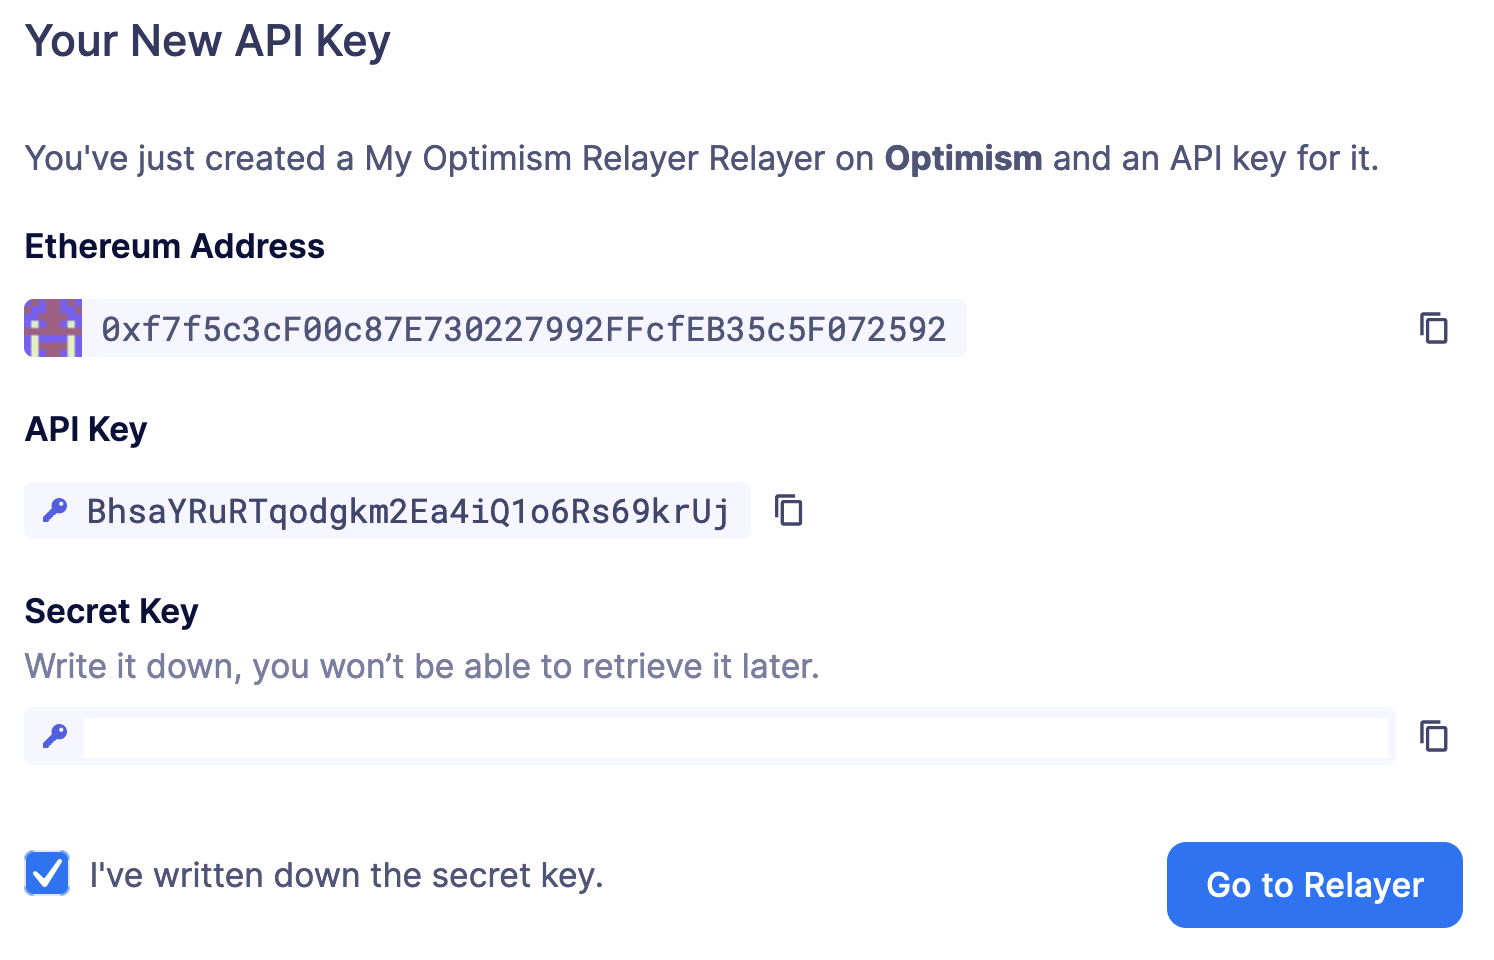 Your New API Key
You've just created a My Optimism Relayer Relayer on Optimism and an API key for it.
Ethereum Address
0xf7f5c3cF00c87E730227992FFcfEB35c5F072592
API Key
BhsaYRuRTqodgkm2Ea4iQ1o6Rs69krUj
Secret Key
Write it down, you won’t be able to retrieve it later.
I've written down the secret key.
Go to Relayer